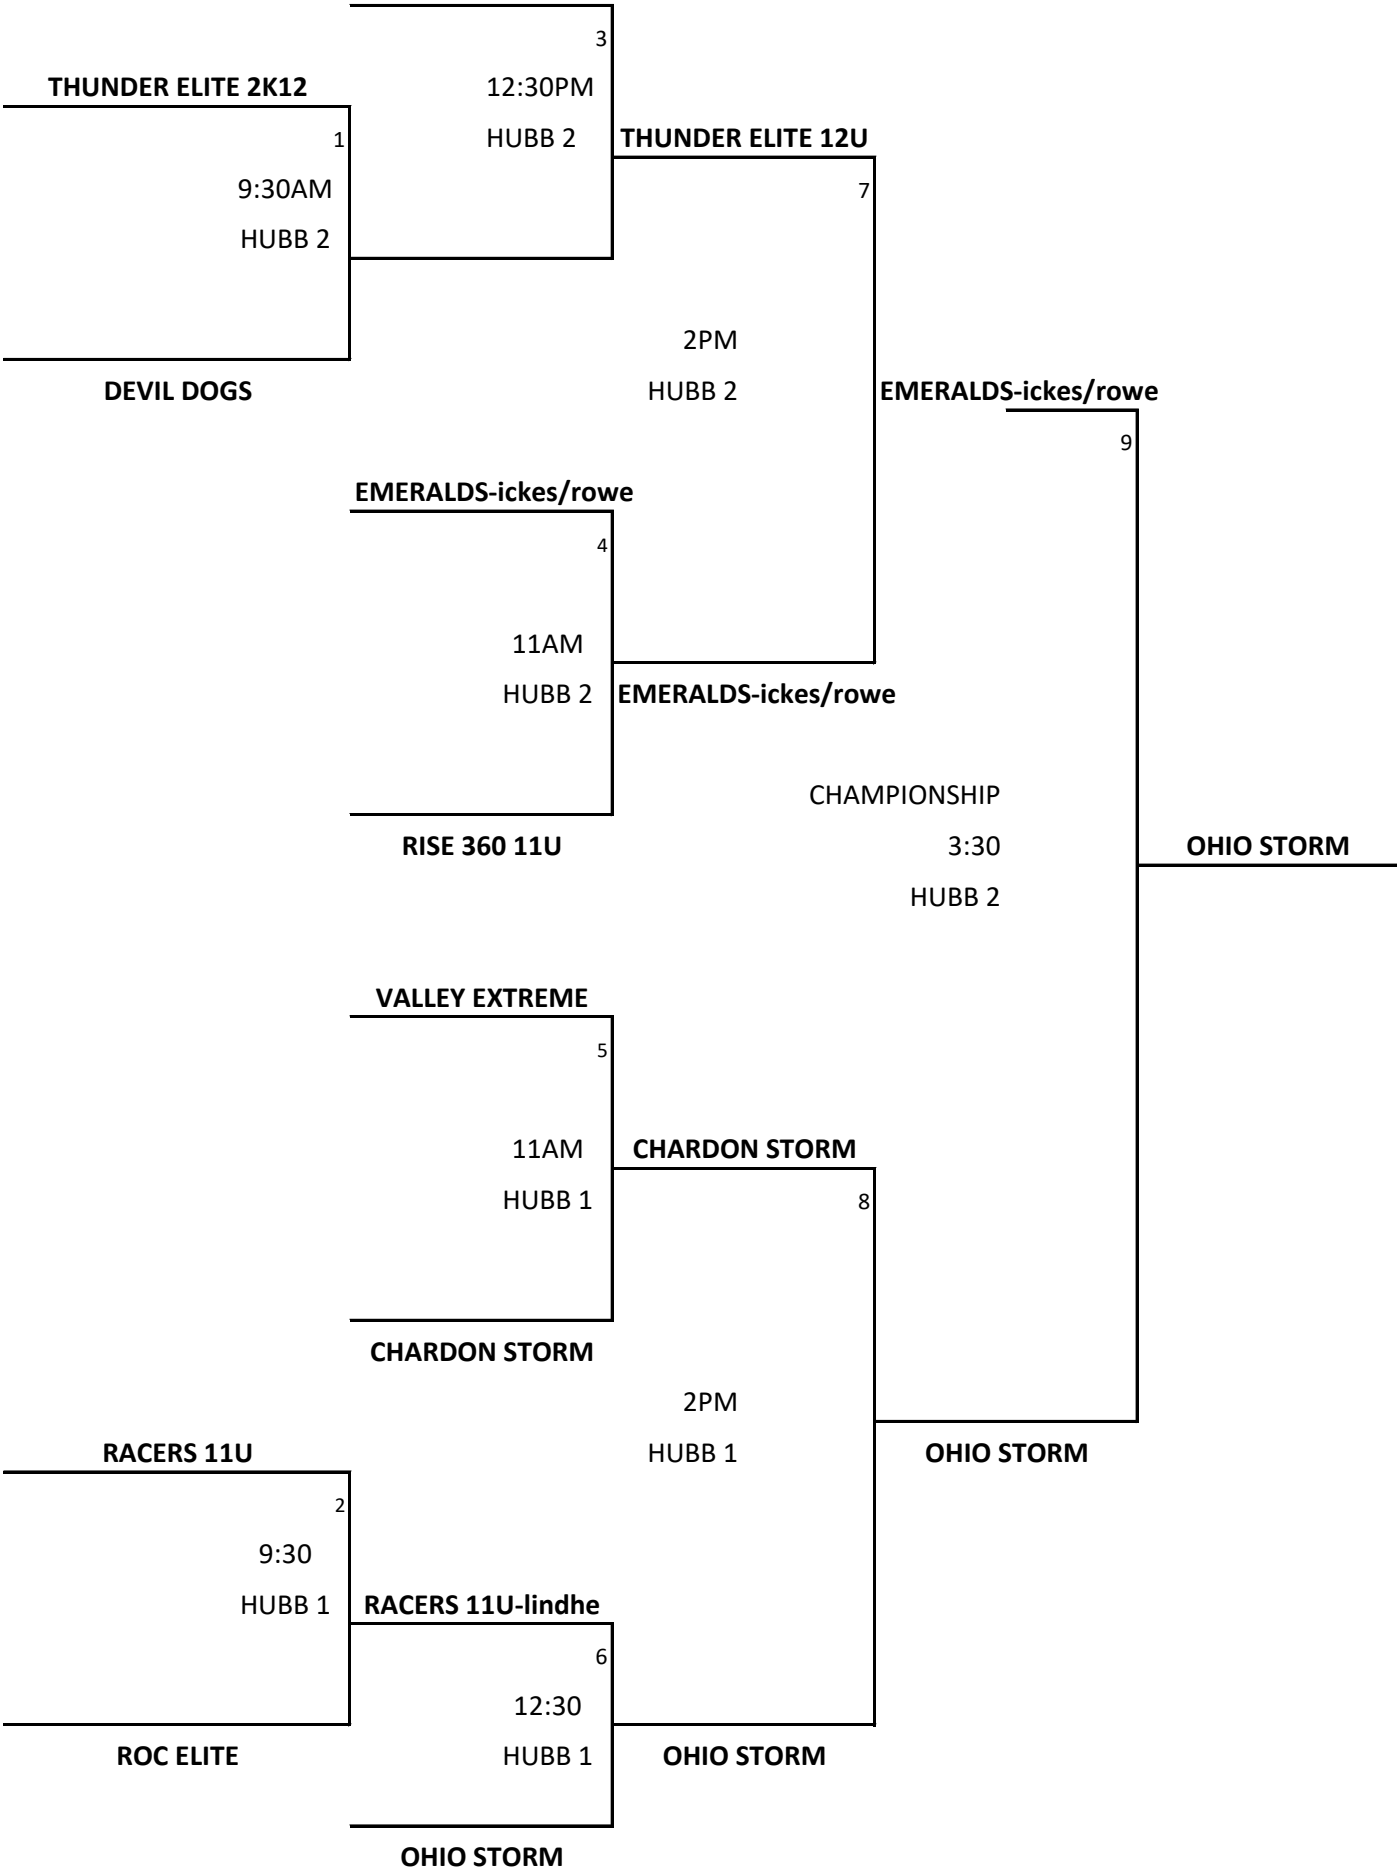 3
THUNDER ELITE 2K12
12:30PM
1
HUBB 2
THUNDER ELITE 12U
9:30AM
7
HUBB 2
2PM
DEVIL DOGS
HUBB 2
EMERALDS-ickes/rowe
9
EMERALDS-ickes/rowe
4
11AM
HUBB 2
EMERALDS-ickes/rowe
CHAMPIONSHIP
RISE 360 11U
3:30
OHIO STORM
HUBB 2
VALLEY EXTREME
5
11AM
CHARDON STORM
HUBB 1
8
CHARDON STORM
2PM
RACERS 11U
HUBB 1
OHIO STORM
2
9:30
HUBB 1
RACERS 11U-lindhe
6
12:30
ROC ELITE
HUBB 1
OHIO STORM
OHIO STORM